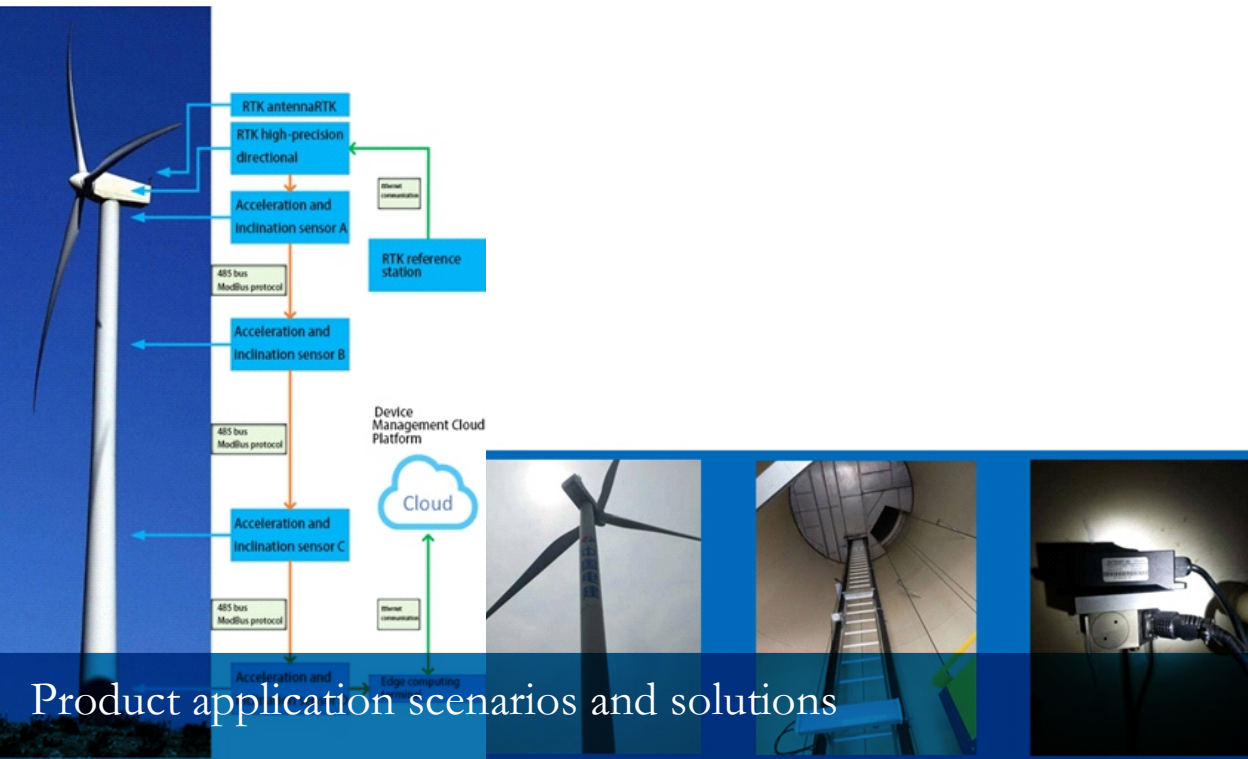 RTK antennaRTK
RTK high-precision
directional
Ethernet
communication
Acceleration and
inclination sensor A
RTK reference
station
485 bus
ModBus protocol
Acceleration and
inclination sensor B
Device
Management Cloud
Platform
485 bus
ModBus protocol
Cloud
Acceleration and
inclination sensor C
485 bus
ModBus protocol
Ethernet
communication
Acceleration and
Edge computing
terminal
Product application scenarios and solutions